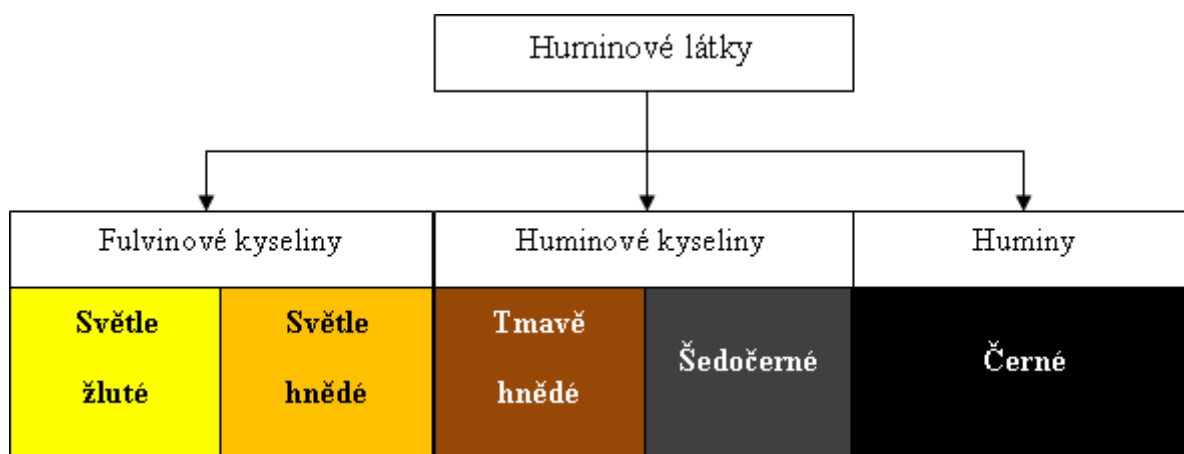 Huminové látky
Fulvinové kyseliny
Huminové kyseliny
Huminy
Světle
žluté
Světle
hnědé
Tmavě
hnědé
Šedočerné
Černé